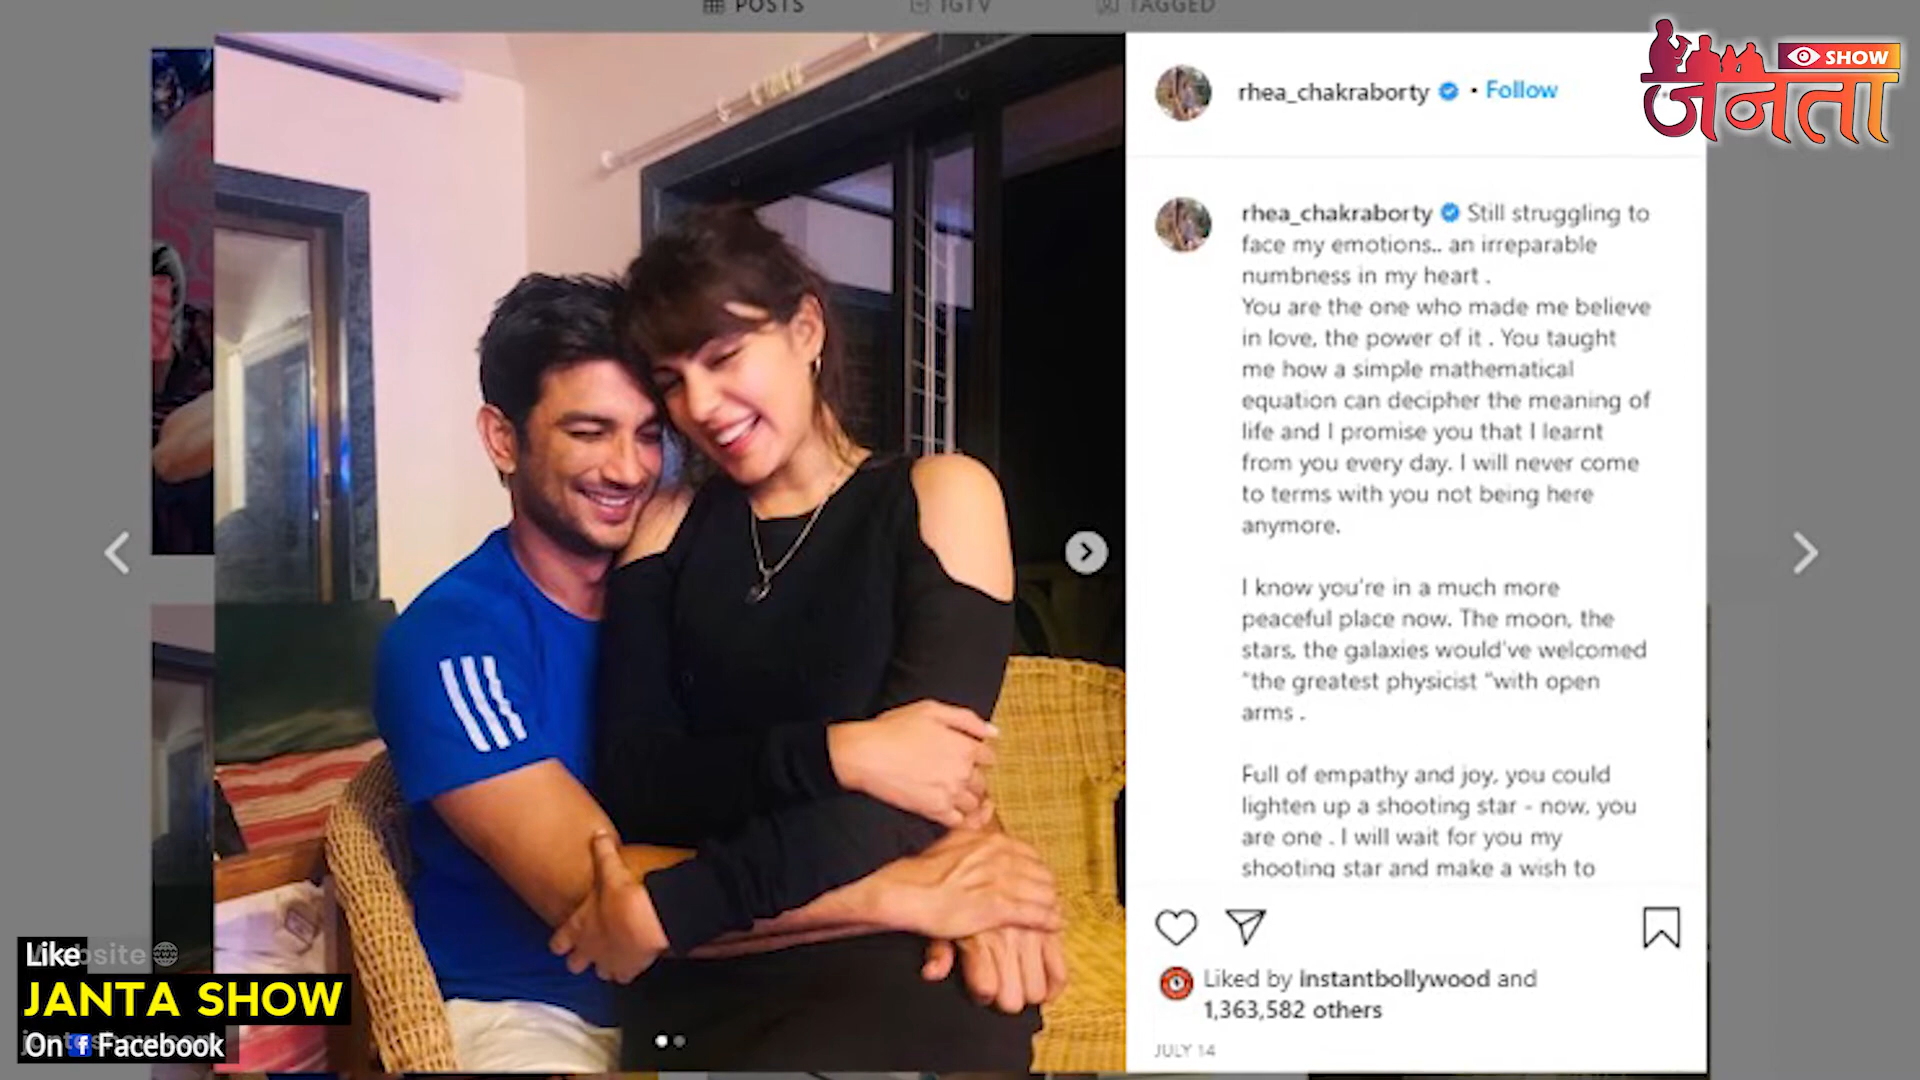 POSTS
IGTV
TAGGED
SHOW
जनता
rhea_chakraborty • Follow
rhea_chakraborty Still struggling to
face my emotions.. an irreparable
numbness in my heart .
You are the one who made me believe
in love, the power of it . You taught
me how a simple mathematical
equation can decipher the meaning of
life and I promise you that I learnt
from you every day. I will never come
to terms with you not being here
anymore.
I know you're in a much more
peaceful place now. The moon, the
stars, the galaxies would've welcomed
"the greatest physicist "with open
arms .
Full of empathy and joy, you could
lighten up a shooting star - now, you
are one . I will wait for you my
shooting star and make a wish to
Liked by instantbollywood and
1,363,582 others
JULY 14
Like
JANTA SHOW
On f Facebook